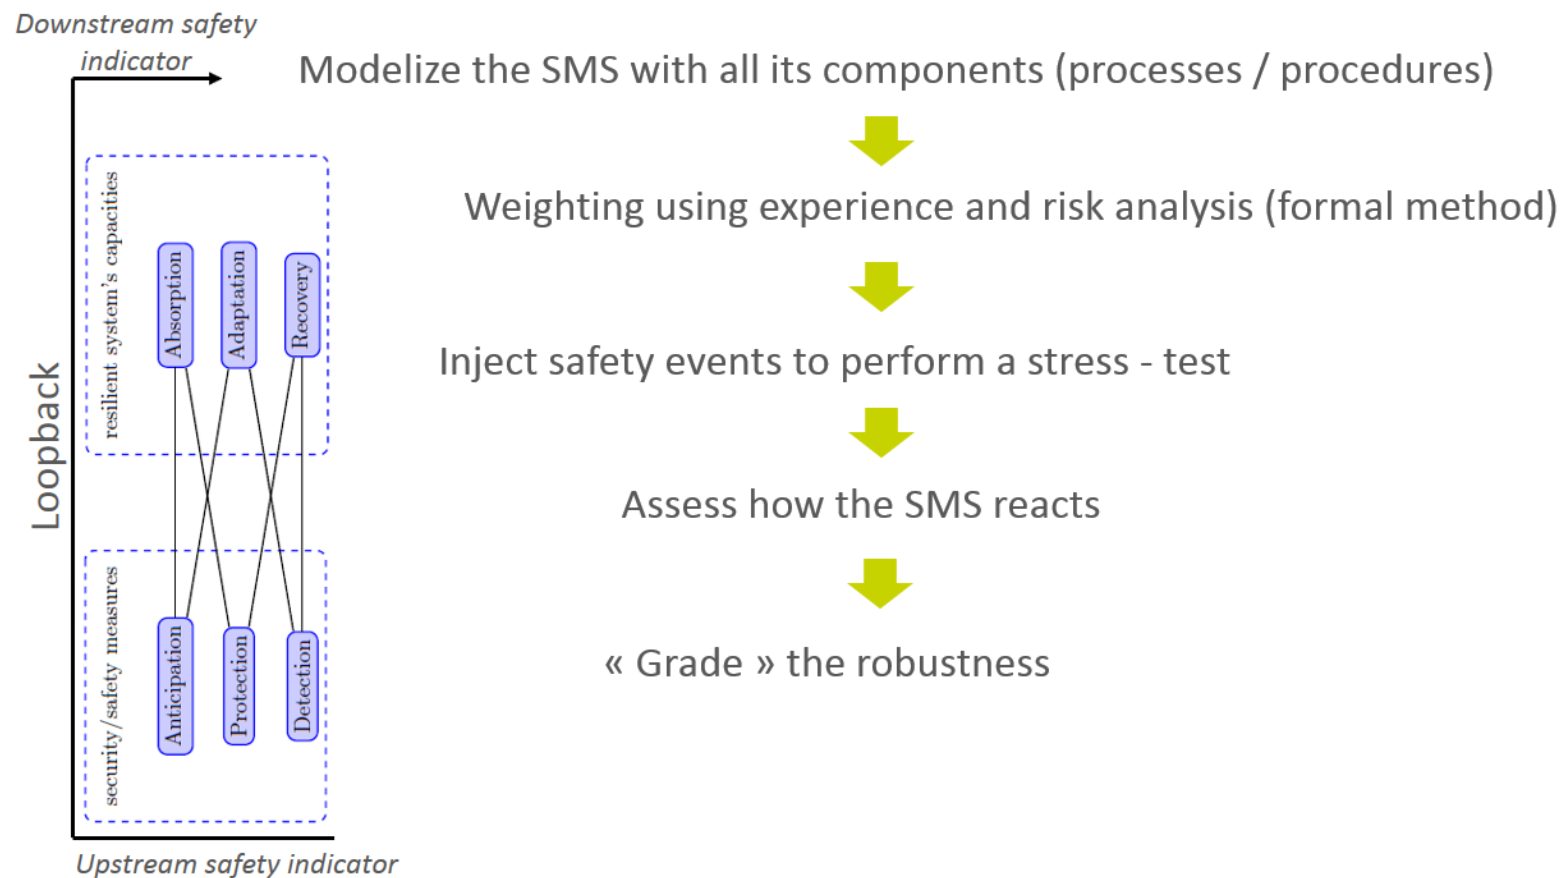 Downstream safety
indicator
Modelize the SMS with all its components (processes / procedures)
Weighting using experience and risk analysis (formal method)
Inject safety events to perform a stress - test
Assess how the SMS reacts
« Grade » the robustness
Loopback
resilient system's capacities
Absorption
Adaptation
Recovery
security/safety measures
Anticipation
Protection
Detection
Upstream safety indicator